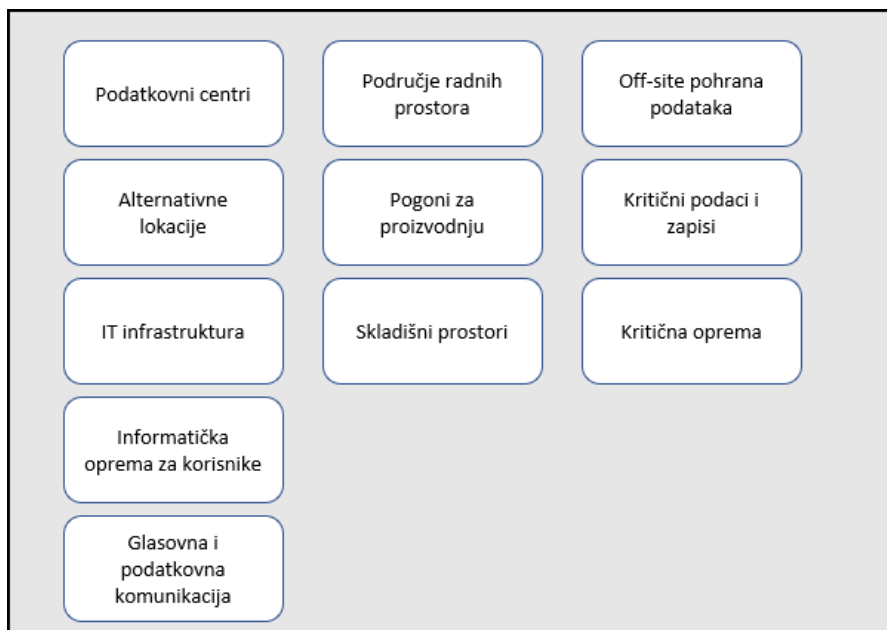 Podatkovni centri
Područje radnih
prostora
Off-site pohrana
podataka
Alternativne
lokacije
Pogoni za
proizvodnju
Kritični podaci i
zapisi
IT infrastruktura
Skladišni prostori
Kritična oprema
Informatička
oprema za korisnike
Glasovna i
podatkovna
komunikacija